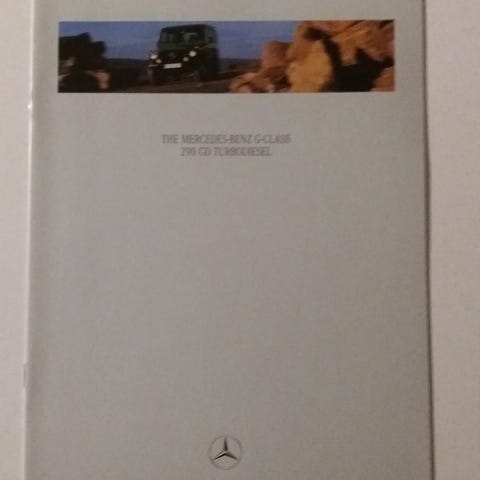 THE MERCEDES-BENZ G-CLASS
290 GD TURBODIESEL